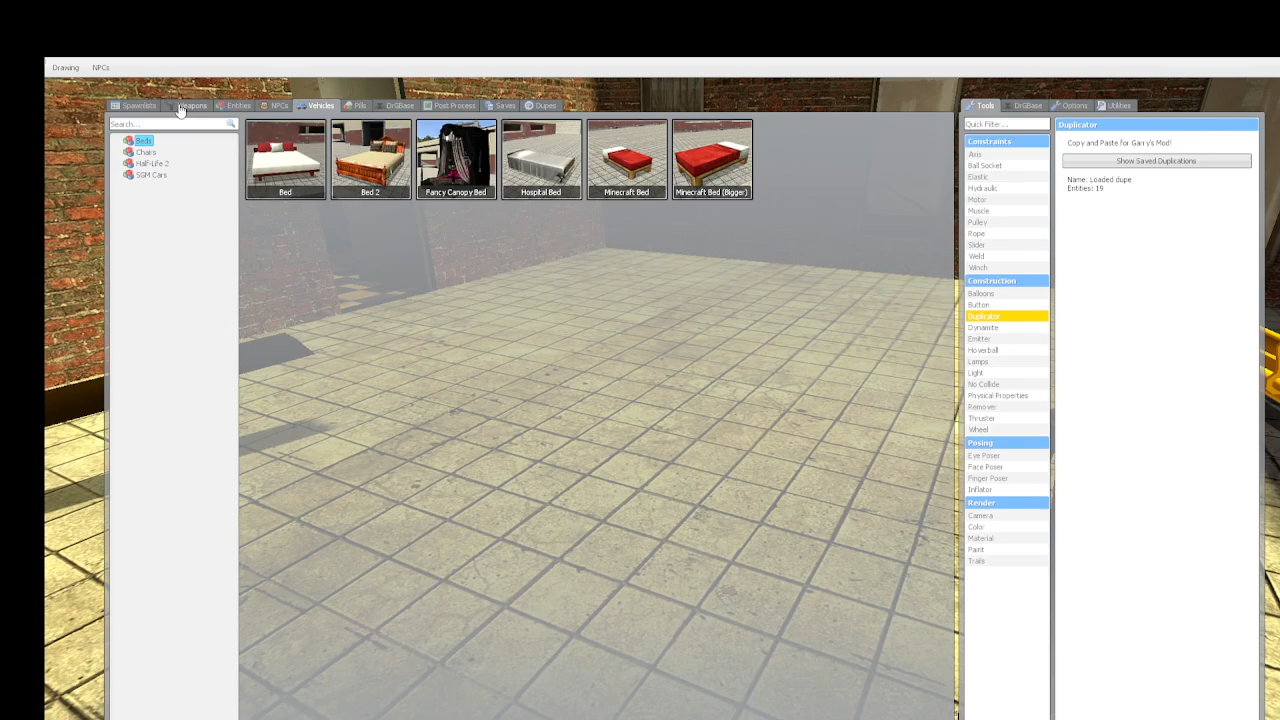 Drawing NPCs
Spawnlists Weapons Entities NPCs Vehicles Pills DrGBase Post Process Saves Dupes
Search...
Beds
Chairs
Half-Life 2
SGM Cars
Bed
Bed 2
Fancy Canopy Bed
Hospital Bed
Minecraft Bed
Minecraft Bed (Bigger)
Tools DrGBase Options Utilities
Quick Filter...
Constraints
Axis
Ball Socket
Elastic
Hydraulic
Motor
Muscle
Pulley
Rope
Slider
Weld
Winch
Construction
Balloons
Button
Duplicator
Dynamite
Emitter
Hoverball
Lamps
Light
No Collide
Physical Properties
Remover
Thruster
Wheel
Posing
Eye Poser
Face Poser
Finger Poser
Inflator
Render
Camera
Color
Material
Paint
Trails
Duplicator
Copy and Paste for Garry's Mod!
Show Saved Duplications
Name: Loaded dupe
Entities: 19